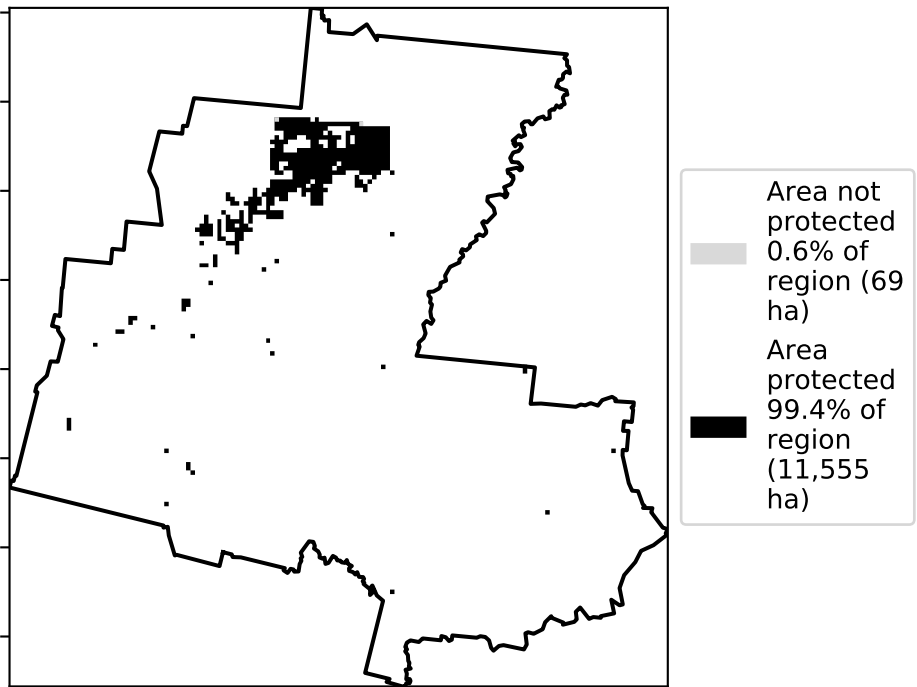 Area not
protected
0.6% of
region (69
ha)
Area
protected
99.4% of
region
(11,555
ha)